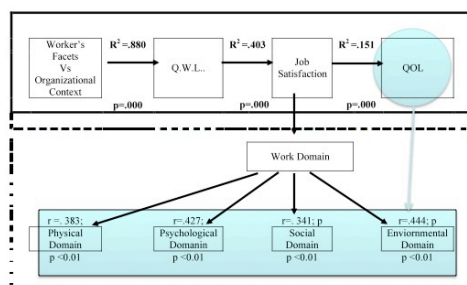 R² =.880
R² =.403
R² =.151
Worker's
Facets
Vs
Organizational
Context
Q.W.L..
Job
Satisfaction
QOL
p=.000
p=.000
p=.000
Work Domain
r =. 383;
Physical
Domain
p <0.01
r=.427;
Psychological
Domanin
p <0.01
r =. 341; p
Social
Domain
p <0.01
r=.444; p
Enviornmental
Domain
p <0.01